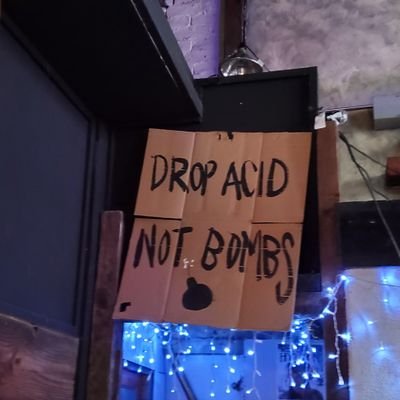 DROP ACID
NOT BOMBS